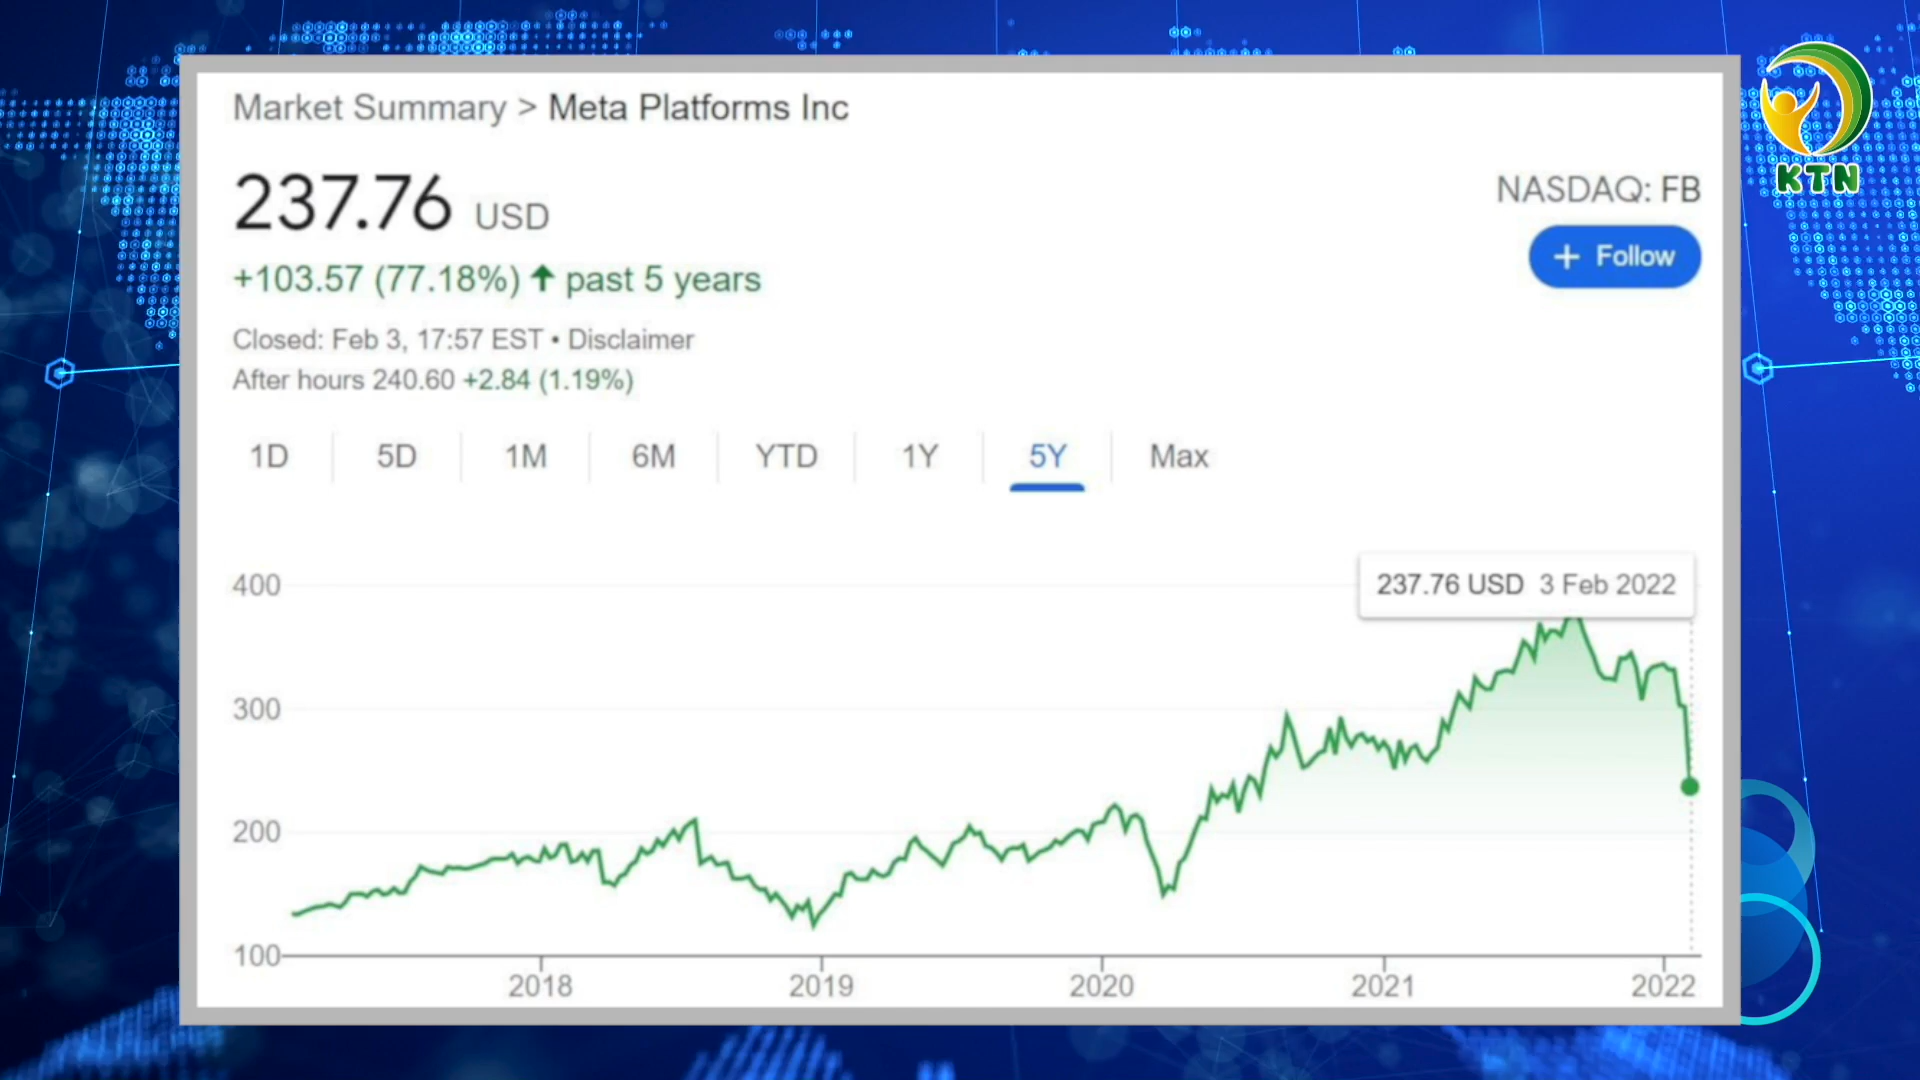 Market Summary > Meta Platforms Inc
KTN
237.76 USD
NASDAQ: FB
+ Follow
+103.57 (77.18%) ↑ past 5 years
Closed: Feb 3, 17:57 EST • Disclaimer
After hours 240.60 +2.84 (1.19%)
1D 5D 1M 6M YTD 1Y 5Y Max
237.76 USD 3 Feb 2022
400
300
200
100
2018 2019 2020 2021 2022